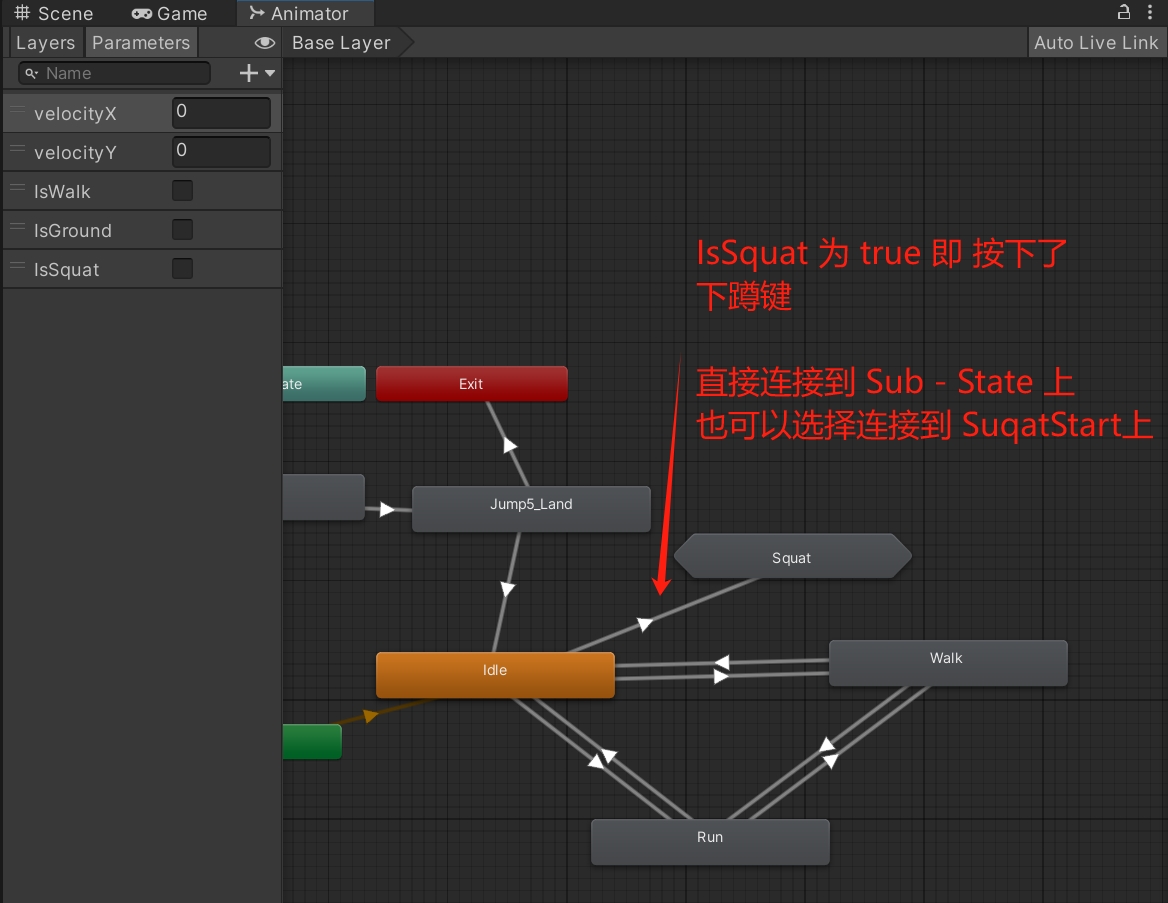 Scene Game Animator
Layers Parameters Base Layer Auto Live Link
Name
velocityX 0
velocityY 0
IsWalk
IsGround
IsSquat
IsSquat 为 true 即 按下了
下蹲键
直接连接到 Sub - State 上
也可以选择连接到 SuqatStart上
ate
Exit
Jump5_Land
Squat
Idle
Walk
Run